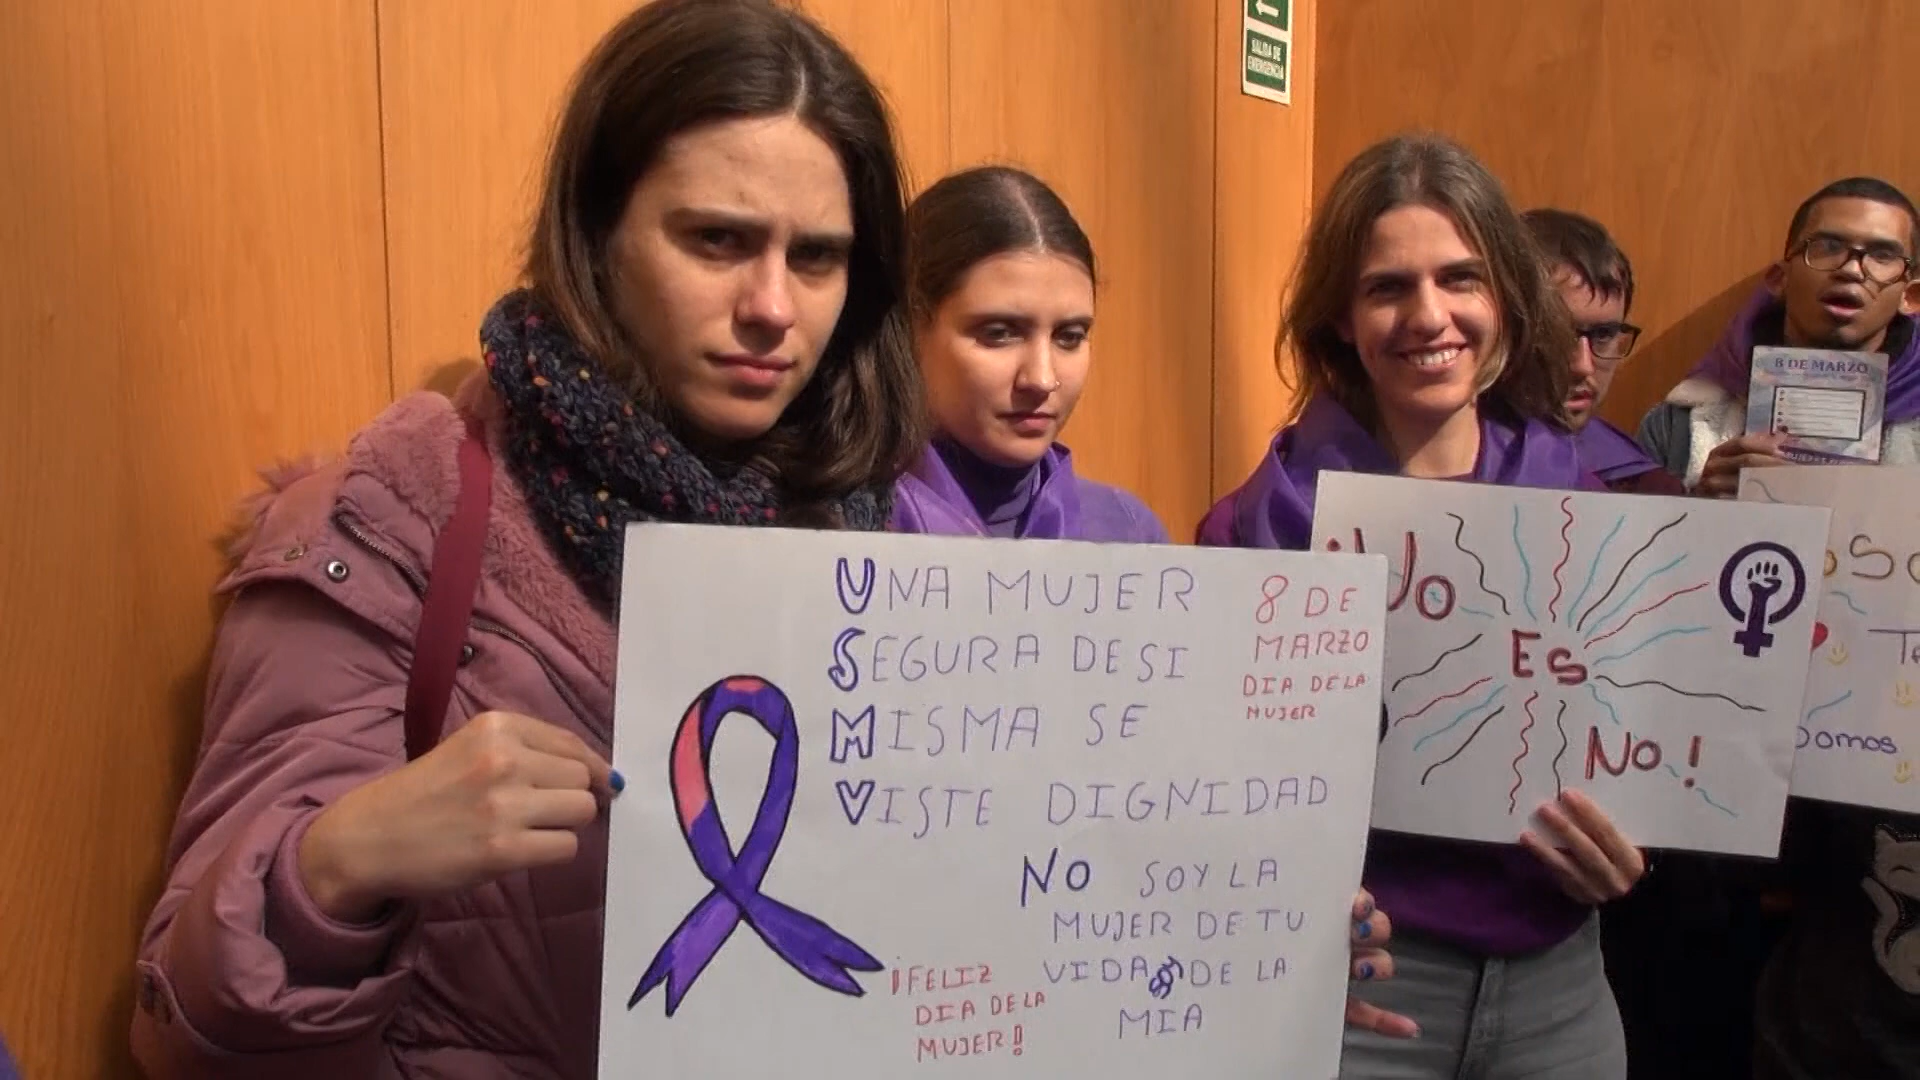 SALIDA DE
EMERGENCIA
8 DE MARZO
UNA MUJER
SEGURA DE SI
MISMA SE
VISTE DIGNIDAD
NO SOY LA
MUJER DE TU
VIDA DE LA
MIA
8 DE
MARZO
DIA DE LA
MUJER
¡FELIZ
DIA DE LA
MUJER!
¡No
Es
No!
Somos